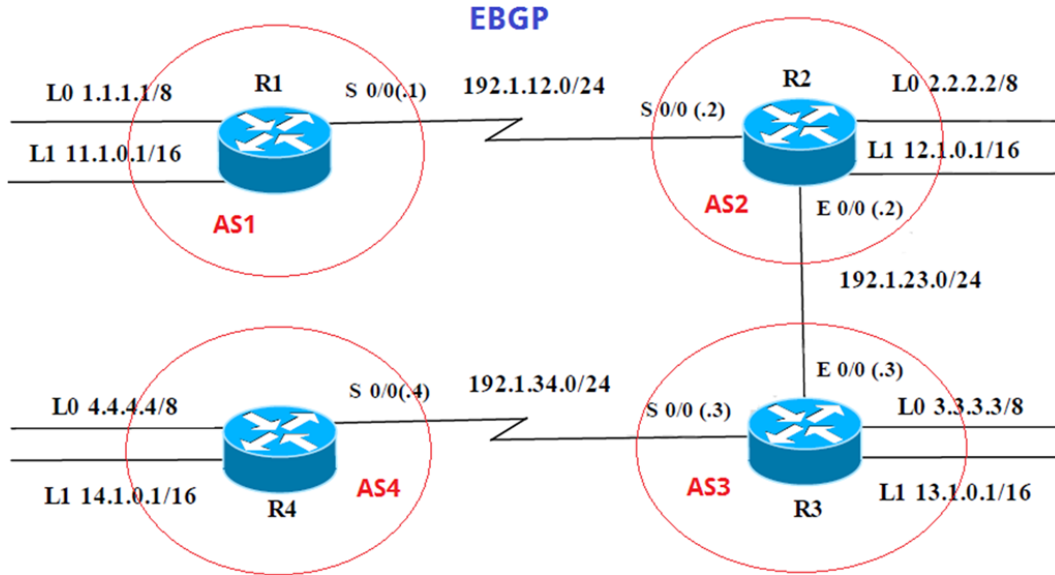 EBGP
L0 1.1.1.1/8
R1
S 0/0(.1)
192.1.12.0/24
R2
L0 2.2.2.2/8
S 0/0 (.2)
L1 11.1.0.1/16
L1 12.1.0.1/16
AS1
AS2
E 0/0 (.2)
192.1.23.0/24
L0 4.4.4.4/8
S 0/0(.4)
192.1.34.0/24
E 0/0 (.3)
S 0/0 (.3)
L0 3.3.3.3/8
L1 14.1.0.1/16
R4
AS4
AS3
R3
L1 13.1.0.1/16